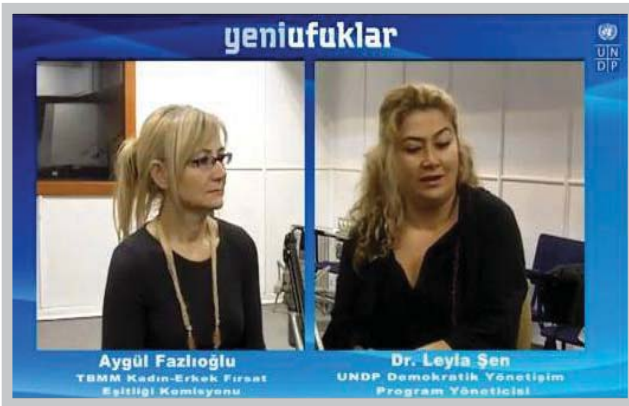 yeniufuklar
UN
DP
Aygül Fazlıoğlu
TBMM Kadın-Erkek Fırsat
Eşitliği Komisyonu
Dr. Leyla Şen
UNDP Demokratik Yönetişim
Program Yöneticisi